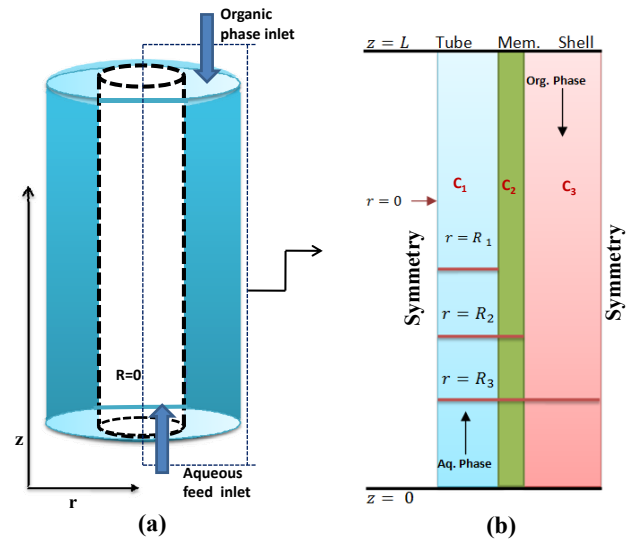 Organic
phase inlet
R=0
z
Aqueous
feed inlet
r
(a)
z = L Tube Mem. Shell
Org. Phase
C₁ C₂ C₃
r = 0
r = R₁
Symmetry
Symmetry
r = R₂
r = R₃
Aq. Phase
z = 0
(b)